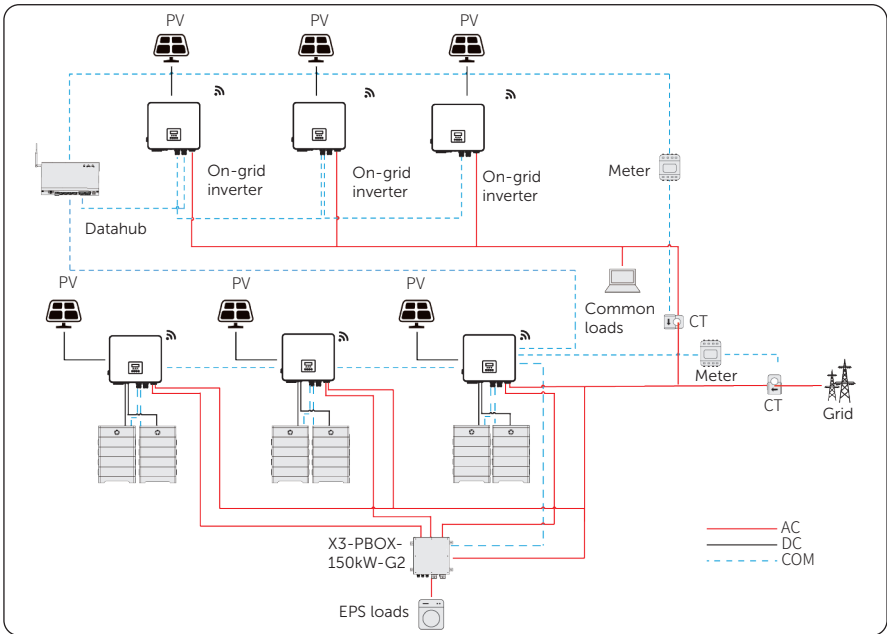 PV
PV
PV
On-grid
inverter
On-grid
inverter
On-grid
inverter
Meter
Datahub
PV
PV
PV
Common
loads
CT
Meter
CT
Grid
X3-PBOX-
150kW-G2
EPS loads
AC
DC
COM